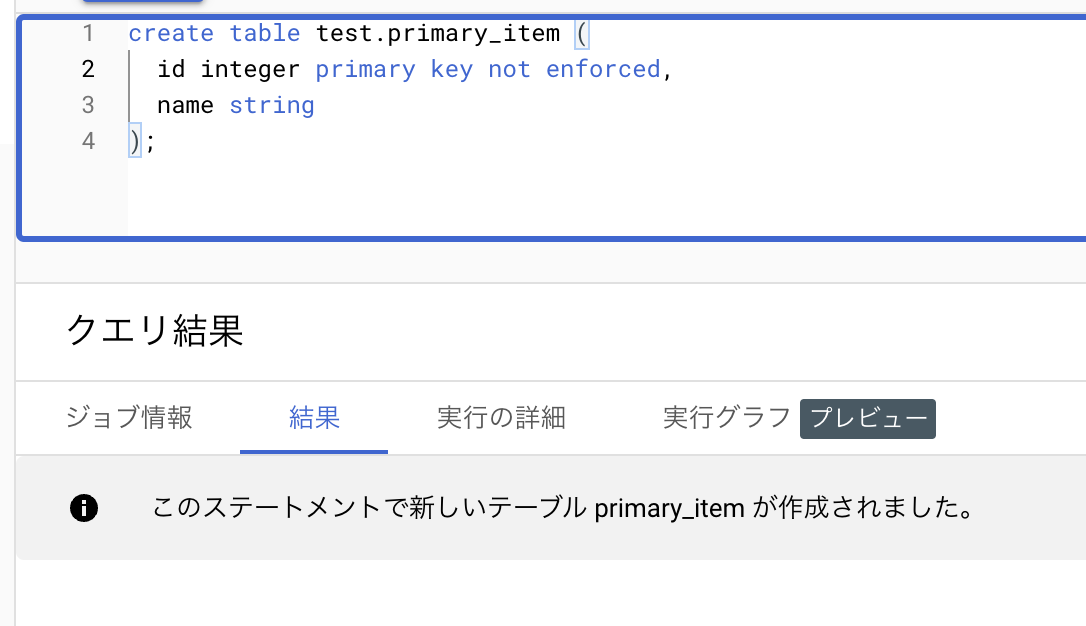 1 create table test.primary_item (
2 id integer primary key not enforced,
3 name string
4 );
クエリ結果
ジョブ情報 結果 実行の詳細 実行グラフ プレビュー
このステートメントで新しいテーブル primary_item が作成されました。